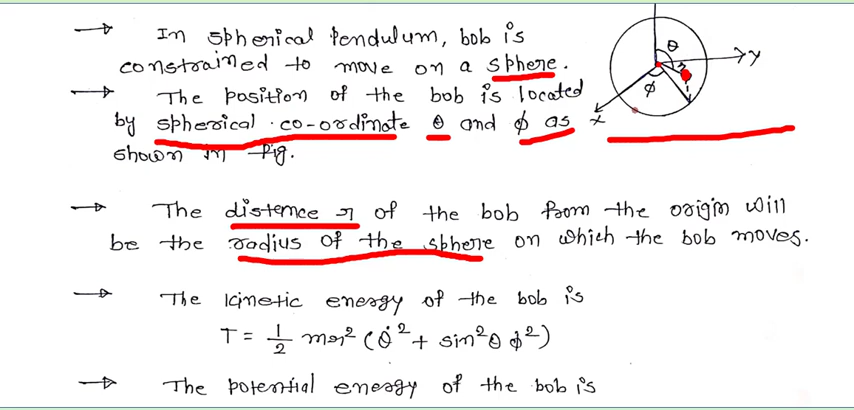 → In spherical Pendulum, bob is
constrained to move on a sphere.
→ The position of the bob is located
by spherical co-ordinate θ and φ as
shown in fig.
θ
r
φ
y
x
→ The distance r of the bob from the origin will
be the radius of the sphere on which the bob moves.
→ The kinetic energy of the bob is
T = 1/2 mr² (θ̇² + sin²θ φ̇²)
→ The potential energy of the bob is